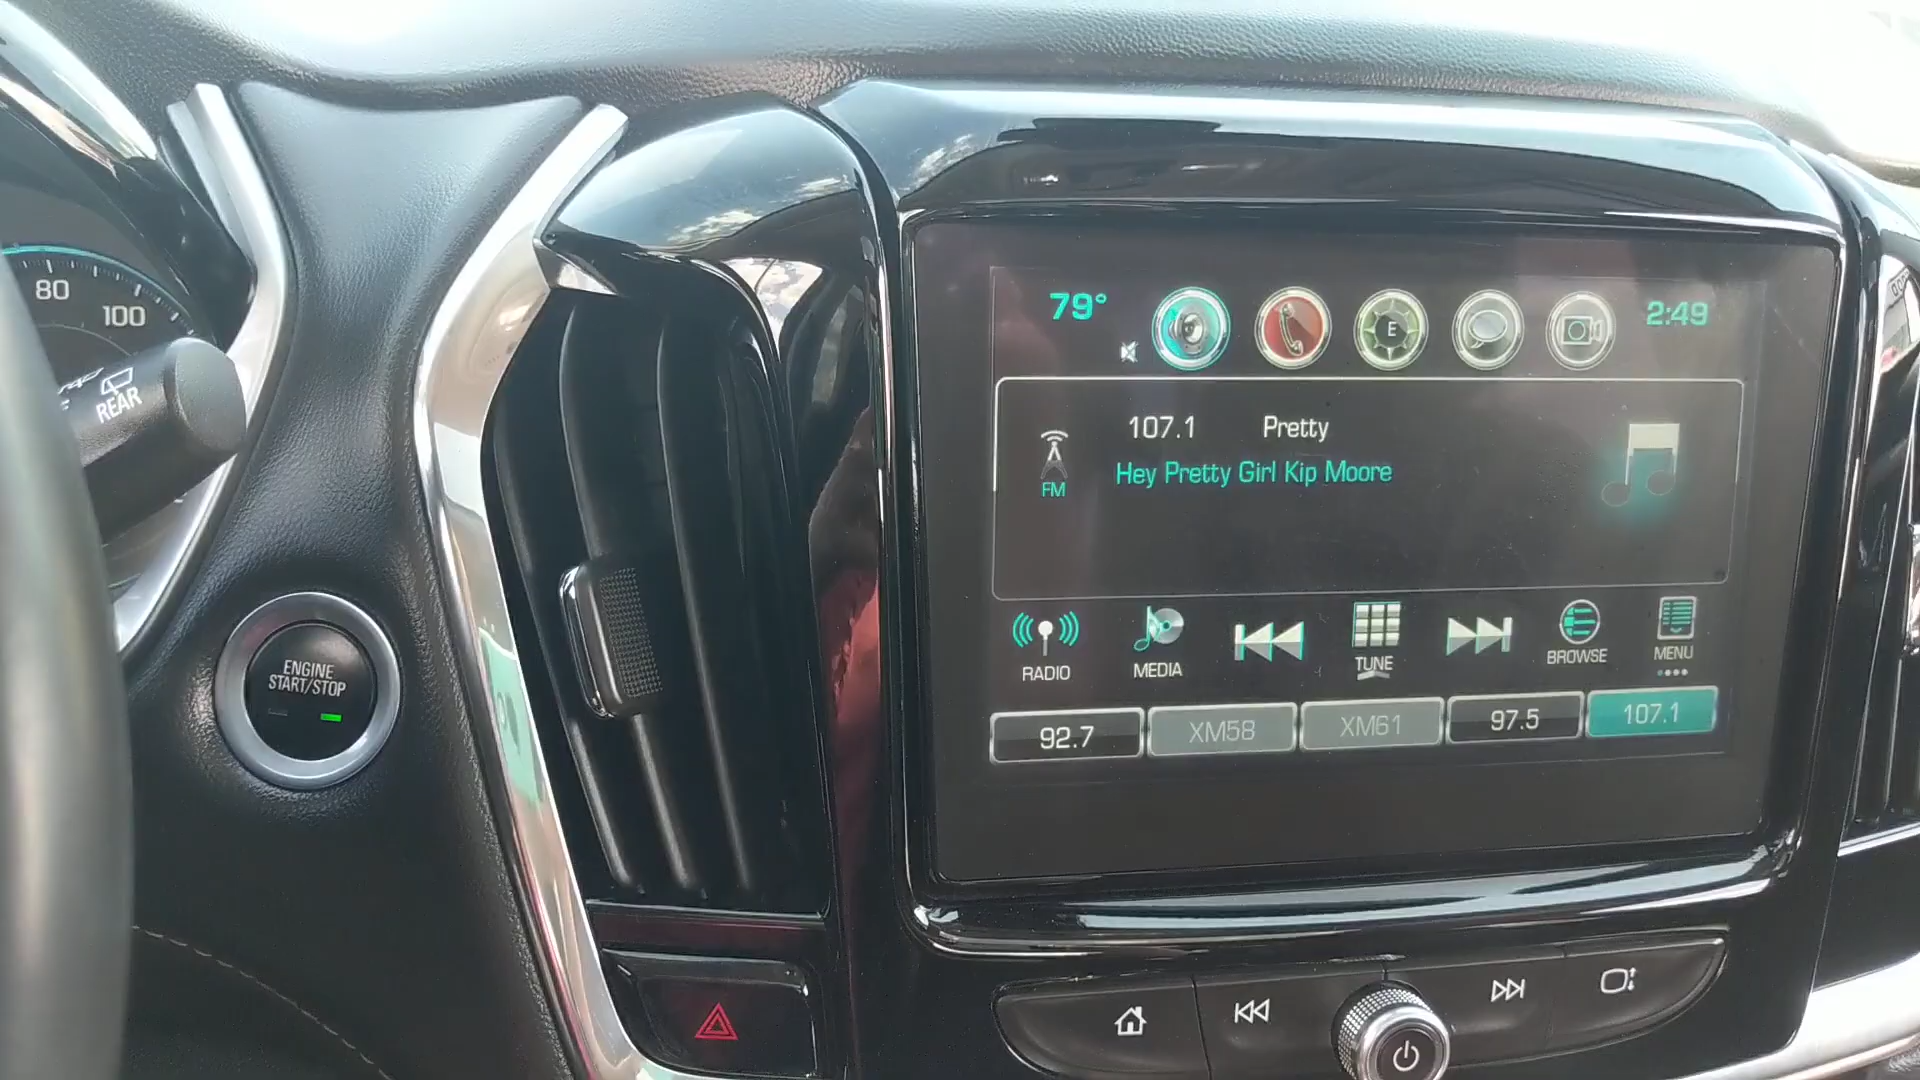 80
100
REAR
ENGINE
START/STOP
79°
E
2:49
107.1 Pretty
Hey Pretty Girl Kip Moore
FM
RADIO
MEDIA
TUNE
BROWSE
MENU
92.7
XM58
XM61
97.5
107.1